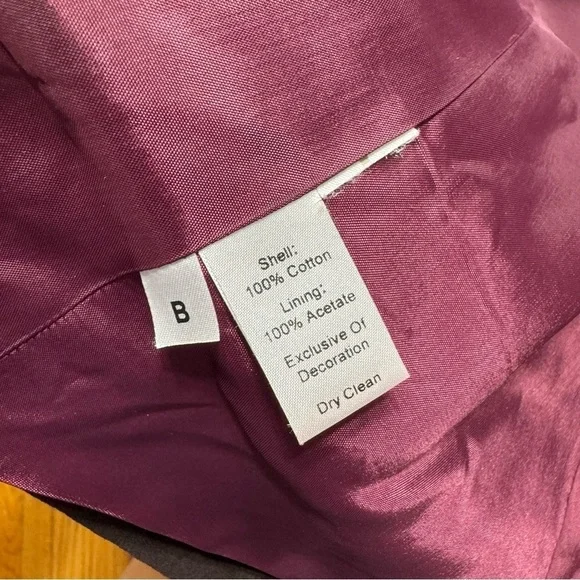 B
Shell:
100% Cotton
Lining:
100% Acetate
Exclusive Of
Decoration
Dry Clean